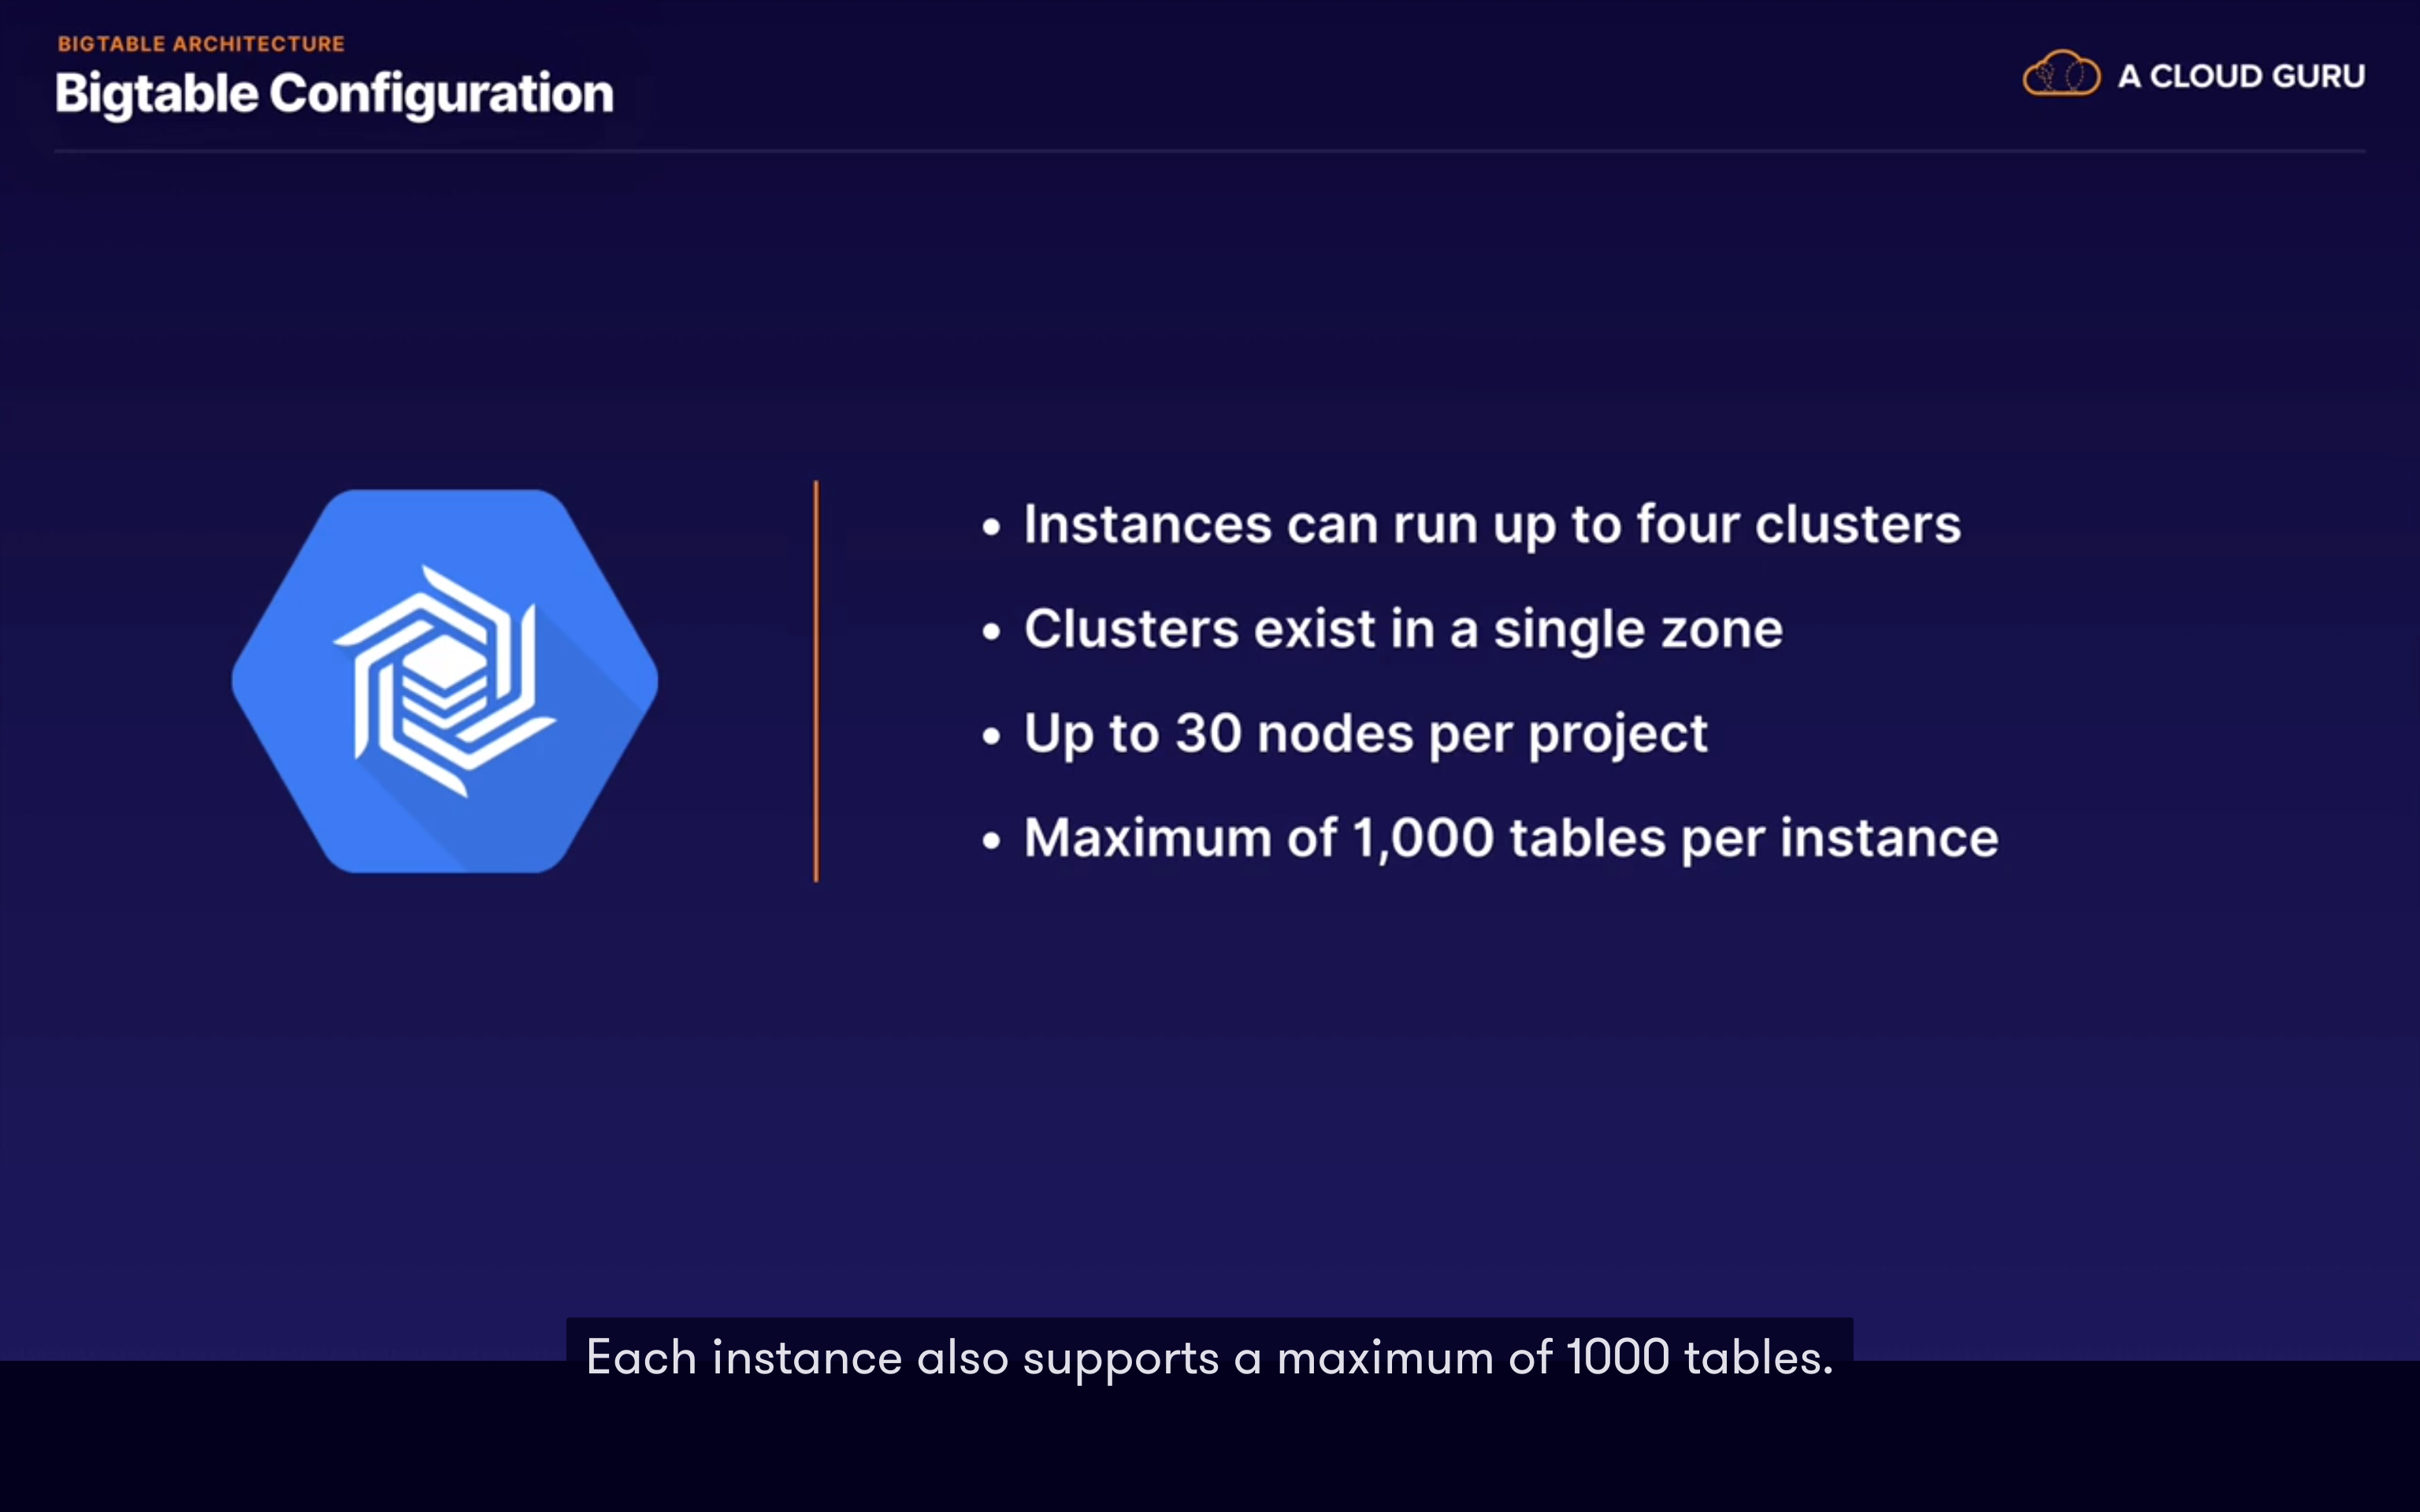 BIGTABLE ARCHITECTURE
Bigtable Configuration
A CLOUD GURU
• Instances can run up to four clusters
• Clusters exist in a single zone
• Up to 30 nodes per project
• Maximum of 1,000 tables per instance
Each instance also supports a maximum of 1000 tables.